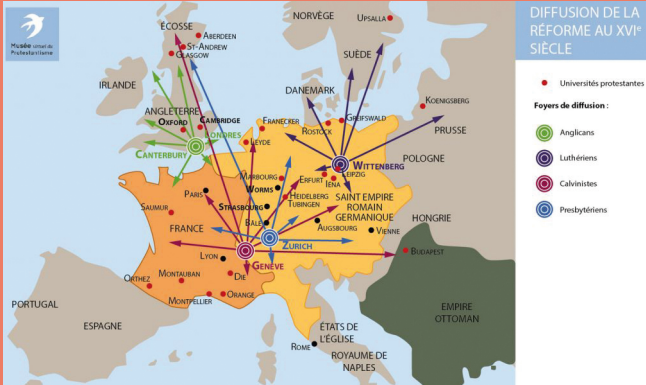 DIFFUSION DE LA
RÉFORME AU XVIᵉ
SIÈCLE
Universités protestantes
Foyers de diffusion :
Anglicans
Luthériens
Calvinistes
Presbytériens
Musée virtuel du
Protestantisme
ÉCOSSE
ABERDEEN
ST-ANDREW
GLASGOW
NORVÈGE
UPSALLA
SUÈDE
IRLANDE
DANEMARK
KOENIGSBERG
ANGLETERRE
OXFORD
CAMBRIDGE
FRANECKER
ROSTOCK
GREIFSWALD
PRUSSE
LONDRES
LEYDE
CANTERBURY
WITTENBERG
POLOGNE
MARBOURG
ERFURT
LEIPZIG
IENA
PARIS
WORMS
HEIDELBERG
TUBINGEN
SAINT EMPIRE
ROMAIN
GERMANIQUE
STRASBOURG
SAUMUR
BALE
AUGSBOURG
VIENNE
HONGRIE
FRANCE
ZURICH
BUDAPEST
LYON
GENÈVE
DIE
ORTHEZ
MONTAUBAN
MONTPELLIER
ORANGE
PORTUGAL
ESPAGNE
EMPIRE
OTTOMAN
ÉTATS DE
L'ÉGLISE
ROME
ROYAUME DE
NAPLES